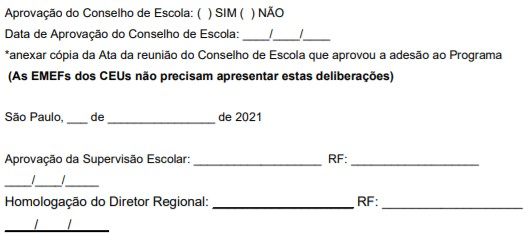 Aprovação do Conselho de Escola: ( ) SIM ( ) NÃO
Data de Aprovação do Conselho de Escola: ____/____/____
*anexar cópia da Ata da reunião do Conselho de Escola que aprovou a adesão ao Programa
(As EMEFs dos CEUs não precisam apresentar estas deliberações)
São Paulo, ___ de ________________ de 2021
Aprovação da Supervisão Escolar: ___________________ RF: ___________________
____/____/_____
Homologação do Diretor Regional: ___________________ RF: ___________________
____/____/_____